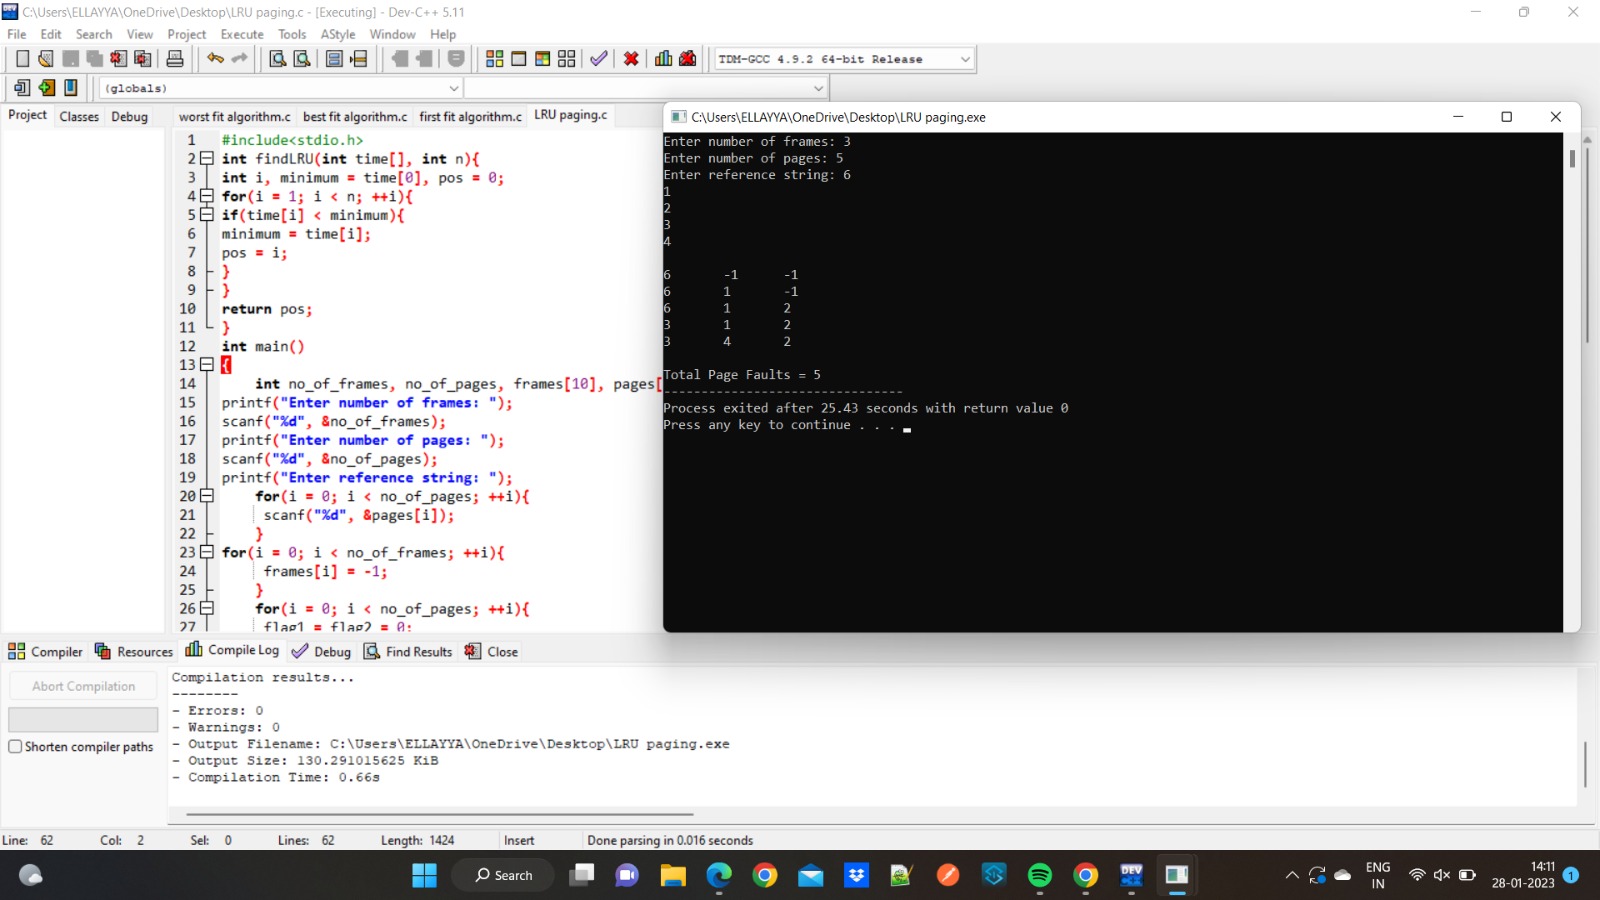 C:\Users\ELLAYYA\OneDrive\Desktop\LRU paging.c - [Executing] - Dev-C++ 5.11
File Edit Search View Project Execute Tools AStyle Window Help
TDM-GCC 4.9.2 64-bit Release
(globals)
Project Classes Debug
worst fit algorithm.c best fit algorithm.c first fit algorithm.c LRU paging.c
1 #include<stdio.h>
2 int findLRU(int time[], int n){
3 int i, minimum = time[0], pos = 0;
4 for(i = 1; i < n; ++i){
5 if(time[i] < minimum){
6 minimum = time[i];
7 pos = i;
8 }
9 }
10 return pos;
11 }
12 int main()
13 {
14 int no_of_frames, no_of_pages, frames[10], pages[
15 printf("Enter number of frames: ");
16 scanf("%d", &no_of_frames);
17 printf("Enter number of pages: ");
18 scanf("%d", &no_of_pages);
19 printf("Enter reference string: ");
20 for(i = 0; i < no_of_pages; ++i){
21 scanf("%d", &pages[i]);
22 }
23 for(i = 0; i < no_of_frames; ++i){
24 frames[i] = -1;
25 }
26 for(i = 0; i < no_of_pages; ++i){
27 flag1 = flag2 = 0;
C:\Users\ELLAYYA\OneDrive\Desktop\LRU paging.exe
Enter number of frames: 3
Enter number of pages: 5
Enter reference string: 6
1
2
3
4
6 -1 -1
6 1 -1
6 1 2
3 1 2
3 4 2
Total Page Faults = 5
--------------------------------
Process exited after 25.43 seconds with return value 0
Press any key to continue . . .
Compiler Resources Compile Log Debug Find Results Close
Abort Compilation
Shorten compiler paths
Compilation results...
--------
- Errors: 0
- Warnings: 0
- Output Filename: C:\Users\ELLAYYA\OneDrive\Desktop\LRU paging.exe
- Output Size: 130.291015625 KiB
- Compilation Time: 0.66s
Line: 62 Col: 2 Sel: 0 Lines: 62 Length: 1424 Insert Done parsing in 0.016 seconds
Search
DEV
ENG
IN
14:11
28-01-2023
1